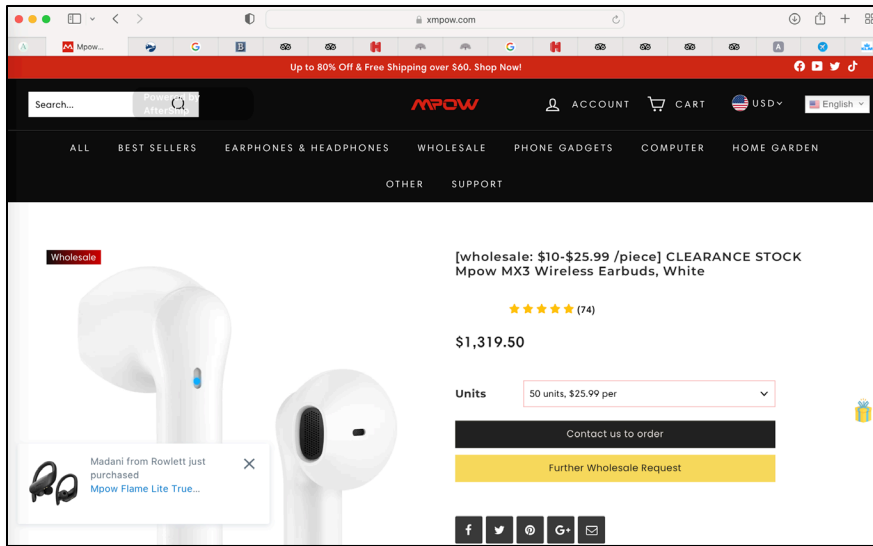 xmpow.com
Mpow...
Up to 80% Off & Free Shipping over $60. Shop Now!
Search...
Powered by
AfterShip
MPOW
ACCOUNT
CART
USD
English
ALL
BEST SELLERS
EARPHONES & HEADPHONES
WHOLESALE
PHONE GADGETS
COMPUTER
HOME GARDEN
OTHER
SUPPORT
Wholesale
[wholesale: $10-$25.99 /piece] CLEARANCE STOCK
Mpow MX3 Wireless Earbuds, White
(74)
$1,319.50
Units
50 units, $25.99 per
Contact us to order
Further Wholesale Request
Madani from Rowlett just
purchased
Mpow Flame Lite True...
G+